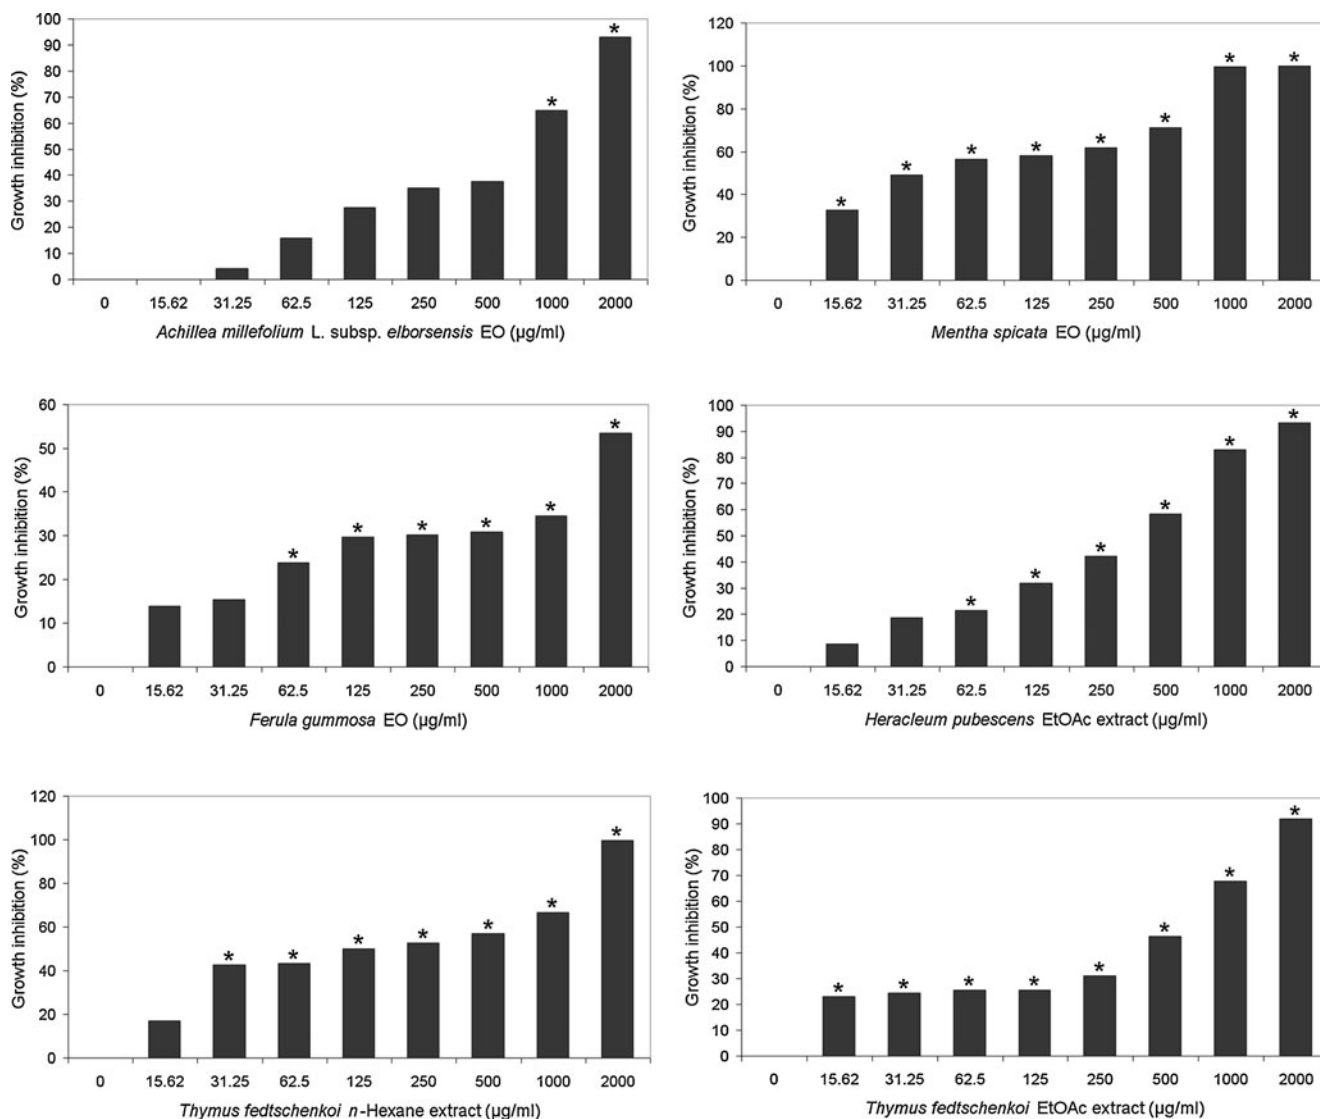 100
90
80
70
60
50
40
30
20
10
0
Growth inhibition (%)
* *
0 15.62 31.25 62.5 125 250 500 1000 2000
Achillea millefolium L. subsp. elborsensis EO (µg/ml)
120
100
80
60
40
20
0
Growth inhibition (%)
* * * * * * * *
0 15.62 31.25 62.5 125 250 500 1000 2000
Mentha spicata EO (µg/ml)
60
50
40
30
20
10
0
Growth inhibition (%)
* * * * * *
0 15.62 31.25 62.5 125 250 500 1000 2000
Ferula gummosa EO (µg/ml)
100
90
80
70
60
50
40
30
20
10
0
Growth inhibition (%)
* * * * * *
0 15.62 31.25 62.5 125 250 500 1000 2000
Heracleum pubescens EtOAc extract (µg/ml)
120
100
80
60
40
20
0
Growth inhibition (%)
* * * * * * *
0 15.62 31.25 62.5 125 250 500 1000 2000
Thymus fedtschenkoi n-Hexane extract (µg/ml)
100
90
80
70
60
50
40
30
20
10
0
Growth inhibition (%)
* * * * * * * *
0 15.62 31.25 62.5 125 250 500 1000 2000
Thymus fedtschenkoi EtOAc extract (µg/ml)